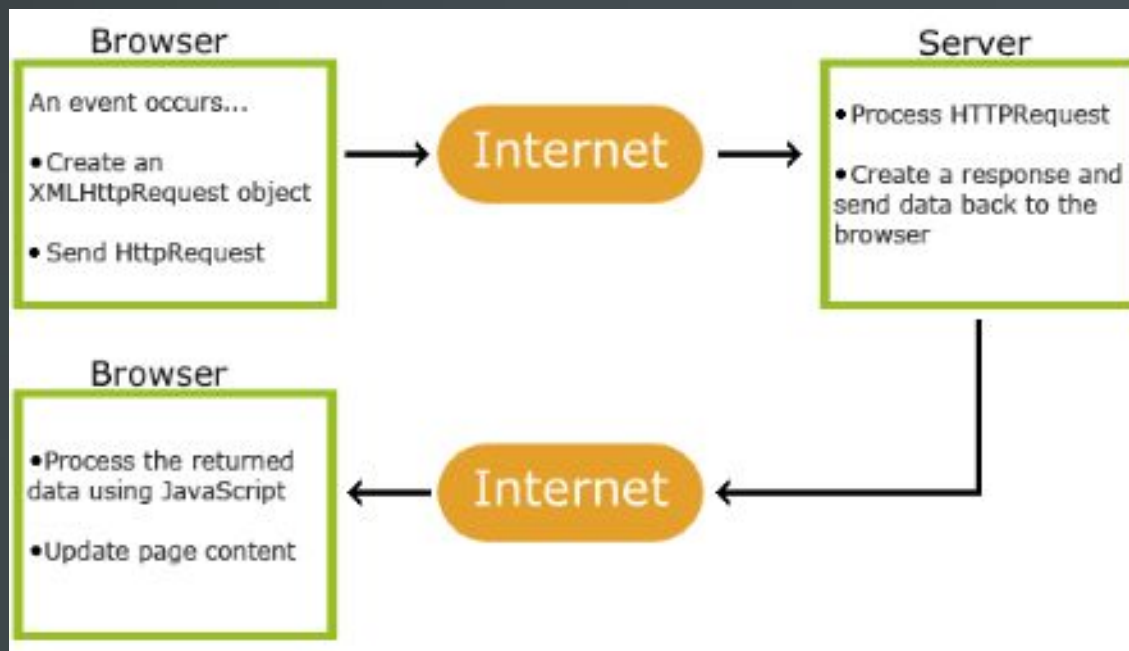 Browser
An event occurs...
•Create an
XMLHttpRequest object
• Send HttpRequest
Internet
Server
•Process HTTPRequest
•Create a response and
send data back to the
browser
Browser
•Process the returned
data using JavaScript
•Update page content
Internet